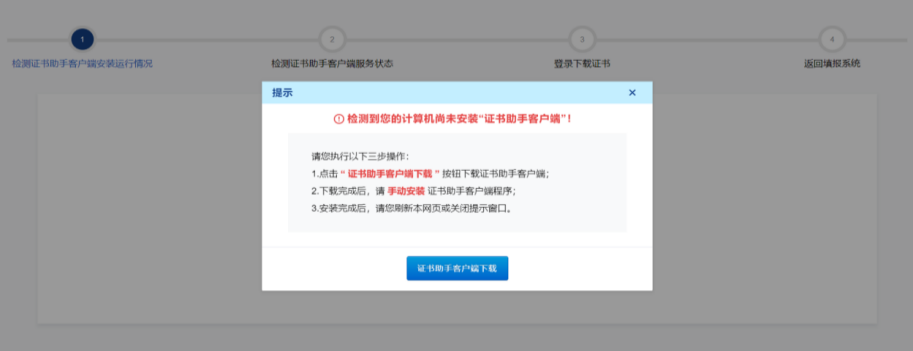 1
2
3
4
检测证书助手客户端安装运行情况
检测证书助手客户端服务状态
登录下载证书
返回填报系统
提示
×
检测到您的计算机尚未安装“证书助手客户端”！
请您执行以下三步操作：
1.点击“ 证书助手客户端下载 ”按钮下载证书助手客户端；
2.下载完成后，请 手动安装 证书助手客户端程序；
3.安装完成后，请您刷新本网页或关闭提示窗口。
证书助手客户端下载